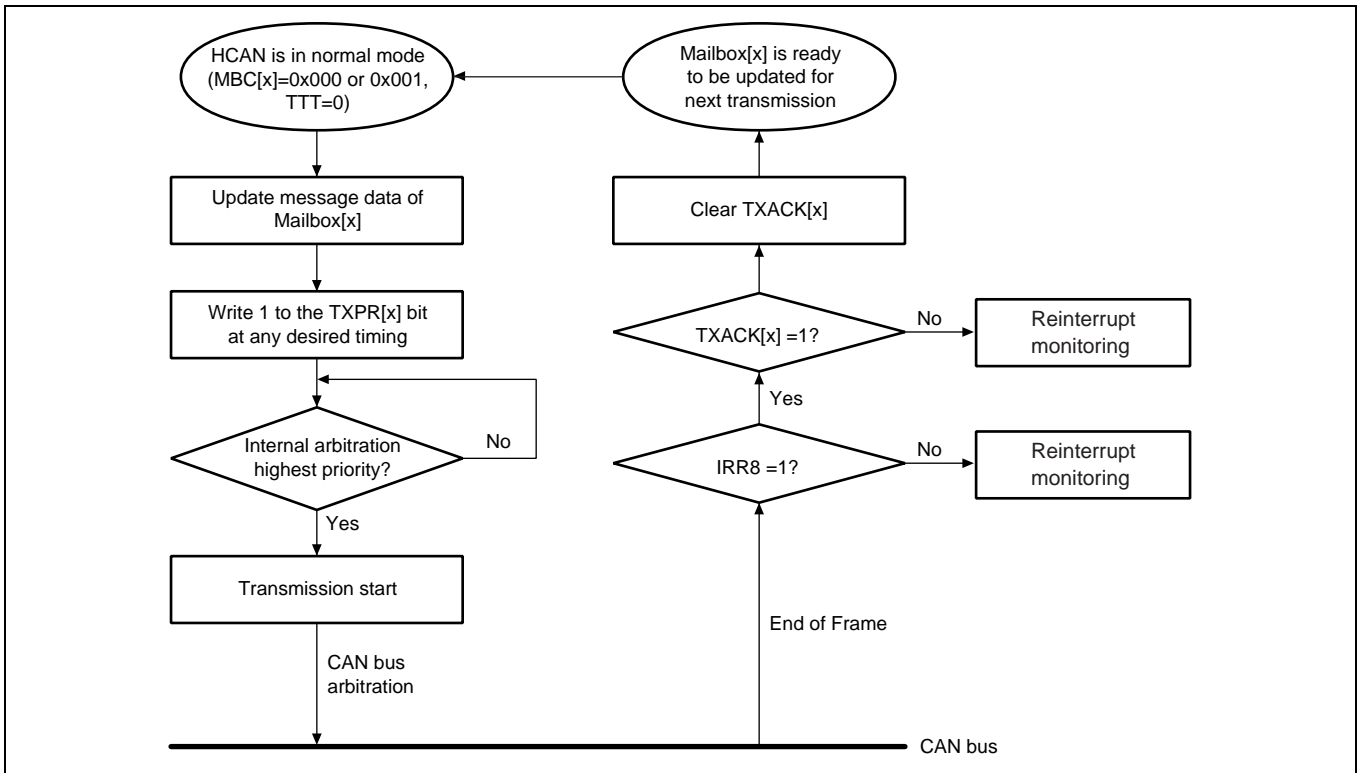 HCAN is in normal mode
(MBC[x]=0x000 or 0x001,
TTT=0)
Update message data of
Mailbox[x]
Write 1 to the TXPR[x] bit
at any desired timing
Internal arbitration
highest priority?
No
Yes
Transmission start
CAN bus
arbitration
CAN bus
End of Frame
IRR8 =1?
No
Reinterrupt
monitoring
Yes
TXACK[x] =1?
No
Reinterrupt
monitoring
Clear TXACK[x]
Mailbox[x] is ready
to be updated for
next transmission